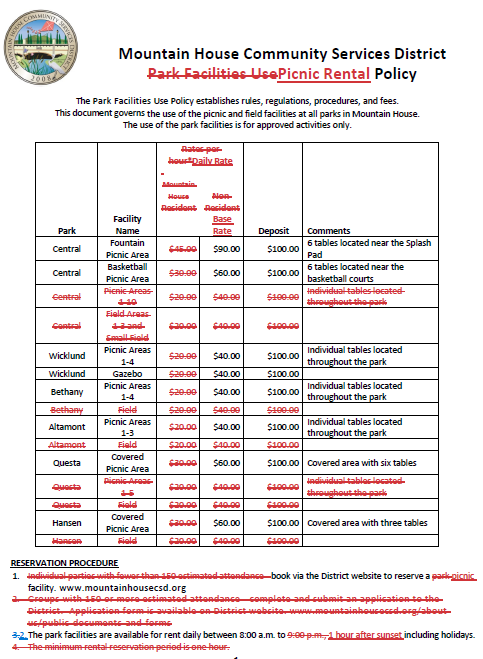 MOUNTAIN HOUSE COMMUNITY SERVICES DISTRICT
2008
Mountain House Community Services District
Park Facilities UsePicnic Rental Policy
The Park Facilities Use Policy establishes rules, regulations, procedures, and fees.
This document governs the use of the picnic and field facilities at all parks in Mountain House.
The use of the park facilities is for approved activities only.
Park Facility Name Rates per hour*Daily Rate Mountain House Resident Non-Resident Base Rate Deposit Comments
Central Fountain Picnic Area $45.00 $90.00 $100.00 6 tables located near the Splash Pad
Central Basketball Picnic Area $30.00 $60.00 $100.00 6 tables located near the basketball courts
Central Picnic Areas 1-10 $20.00 $40.00 $100.00 Individual tables located throughout the park
Central Field Areas 1-3 and Small Field $20.00 $40.00 $100.00
Wicklund Picnic Areas 1-4 $20.00 $40.00 $100.00 Individual tables located throughout the park
Wicklund Gazebo $20.00 $40.00 $100.00
Bethany Picnic Areas 1-4 $20.00 $40.00 $100.00 Individual tables located throughout the park
Bethany Field $20.00 $40.00 $100.00
Altamont Picnic Areas 1-3 $20.00 $40.00 $100.00 Individual tables located throughout the park
Altamont Field $20.00 $40.00 $100.00
Questa Covered Picnic Area $30.00 $60.00 $100.00 Covered area with six tables
Questa Picnic Areas 1-5 $20.00 $40.00 $100.00 Individual tables located throughout the park
Questa Field $20.00 $40.00 $100.00
Hansen Covered Picnic Area $30.00 $60.00 $100.00 Covered area with three tables
Hansen Field $20.00 $40.00 $100.00
RESERVATION PROCEDURE
1. Individual parties with fewer than 150 estimated attendance - book via the District website to reserve a park picnic
facility. www.mountainhousecsd.org
2. Groups with 150 or more estimated attendance - complete and submit an application to the
District. Application form is available on District website. www.mountainhousecsd.org/about-
us/public-documents-and-forms
3.2. The park facilities are available for rent daily between 8:00 a.m. to 9:00 p.m., 1 hour after sunset including holidays.
4. The minimum rental reservation period is one hour.